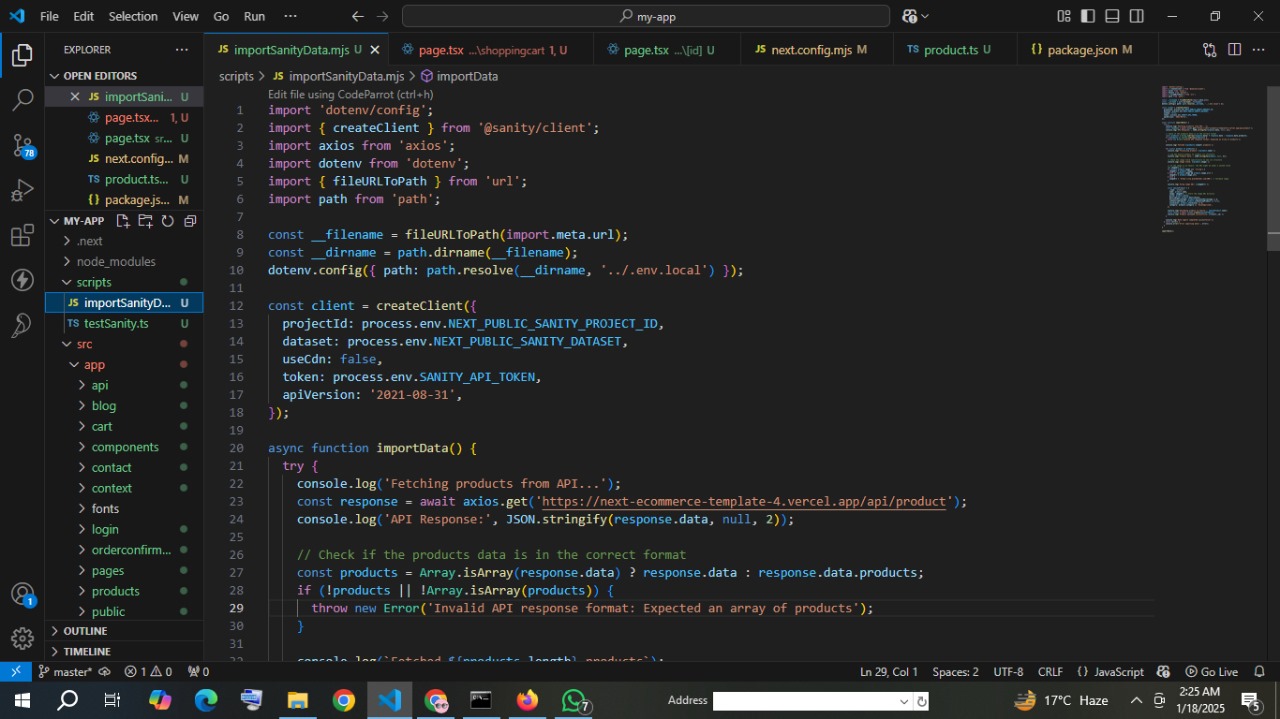 File Edit Selection View Go Run ··· my-app
EXPLORER ···
importSanityData.mjs U
page.tsx ...\shoppingcart 1, U
page.tsx ...\[id] U
JS next.config.mjs M
TS product.ts U
{} package.json M
OPEN EDITORS
JS importSani... U
page.tsx... 1, U
page.tsx sr... U
JS next.config... M
TS product.ts... U
{} package.js... M
MY-APP
.next
node_modules
scripts
JS importSanityD... U
TS testSanity.ts U
src
app
api
blog
cart
components
contact
context
fonts
login
orderconfirm...
pages
products
public
OUTLINE
TIMELINE
78
1
scripts > JS importSanityData.mjs > importData
Edit file using CodeParrot (ctrl+h)
1 import 'dotenv/config';
2 import { createClient } from '@sanity/client';
3 import axios from 'axios';
4 import dotenv from 'dotenv';
5 import { fileURLToPath } from 'url';
6 import path from 'path';
7
8 const __filename = fileURLToPath(import.meta.url);
9 const __dirname = path.dirname(__filename);
10 dotenv.config({ path: path.resolve(__dirname, '../.env.local') });
11
12 const client = createClient({
13 projectId: process.env.NEXT_PUBLIC_SANITY_PROJECT_ID,
14 dataset: process.env.NEXT_PUBLIC_SANITY_DATASET,
15 useCdn: false,
16 token: process.env.SANITY_API_TOKEN,
17 apiVersion: '2021-08-31',
18 });
19
20 async function importData() {
21 try {
22 console.log('Fetching products from API...');
23 const response = await axios.get('https://next-ecommerce-template-4.vercel.app/api/product');
24 console.log('API Response:', JSON.stringify(response.data, null, 2));
25
26 // Check if the products data is in the correct format
27 const products = Array.isArray(response.data) ? response.data : response.data.products;
28 if (!products || !Array.isArray(products)) {
29 throw new Error('Invalid API response format: Expected an array of products');
30 }
31
32 console.log(`Fetched ${products.length} products`);
master* 1 0 0 Ln 29, Col 1 Spaces: 2 UTF-8 CRLF {} JavaScript Go Live
7 Address 17°C Haze 2:25 AM
1/18/2025 5